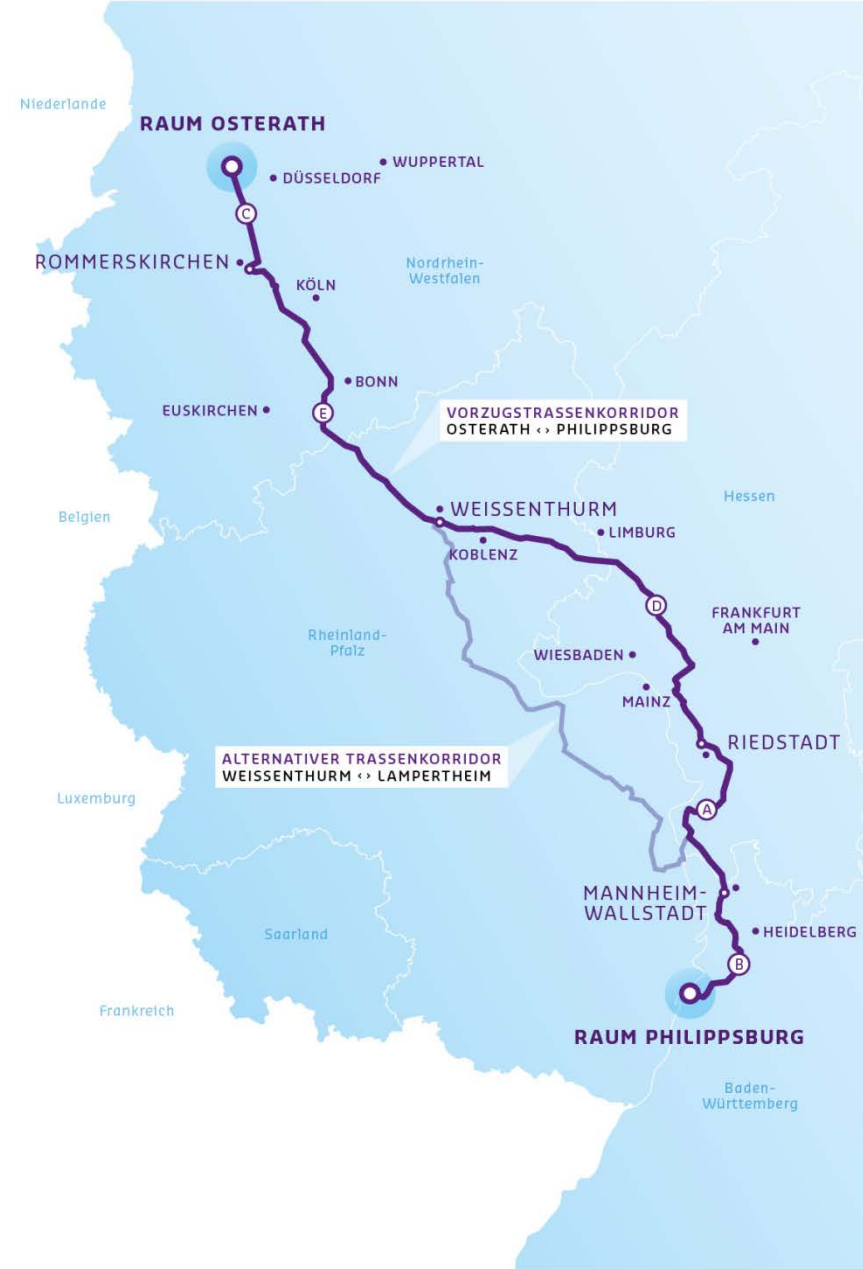 Niederlande
RAUM OSTERATH
WUPPERTAL
DÜSSELDORF
C
ROMMERSKIRCHEN
Nordrhein-
Westfalen
KÖLN
BONN
EUSKIRCHEN
E
VORZUGSTRASSENKORRIDOR
OSTERATH ‹› PHILIPPSBURG
Hessen
Belgien
WEISSENTHURM
LIMBURG
KOBLENZ
D
FRANKFURT
AM MAIN
Rheinland-
Pfalz
WIESBADEN
MAINZ
RIEDSTADT
ALTERNATIVER TRASSENKORRIDOR
WEISSENTHURM ‹› LAMPERTHEIM
Luxemburg
A
MANNHEIM-
WALLSTADT
Saarland
HEIDELBERG
B
Frankreich
RAUM PHILIPPSBURG
Baden-
Württemberg